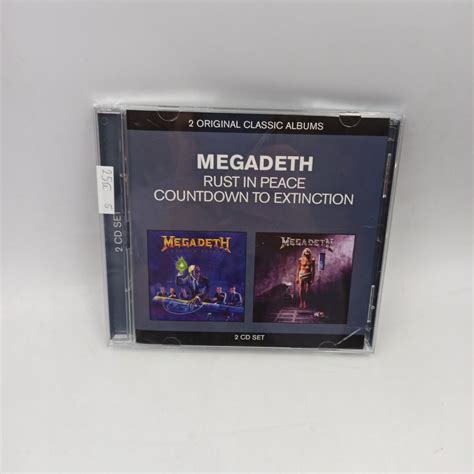 2 ORIGINAL CLASSIC ALBUMS
MEGADETH
RUST IN PEACE
COUNTDOWN TO EXTINCTION
MEGADETH
MEGADETH
2 CD SET
2 CD SET